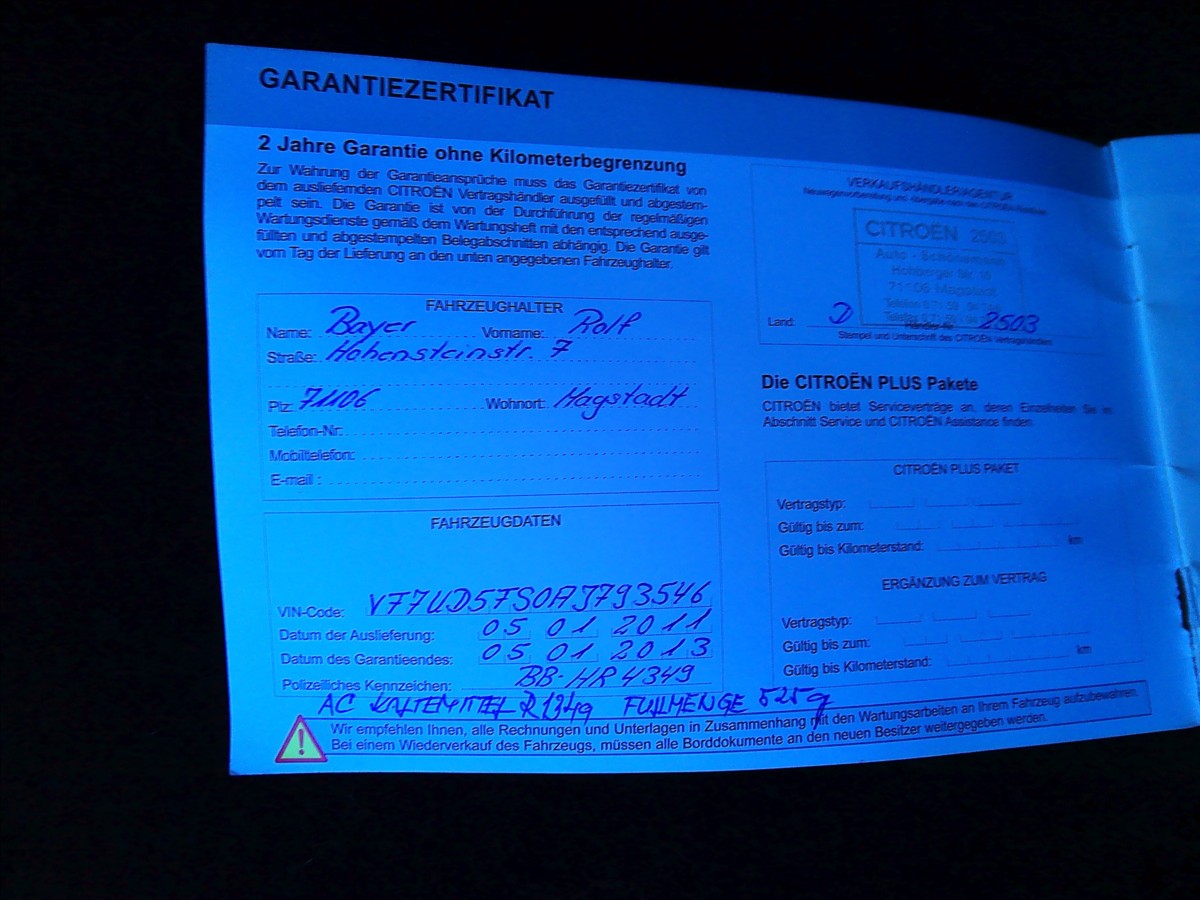 GARANTIEZERTIFIKAT
2 Jahre Garantie ohne Kilometerbegrenzung
Zur Wahrung der Garantieansprüche muss das Garantiezertifikat von
dem ausliefernden CITROËN Vertragshändler ausgefüllt und abgestem-
pelt sein. Die Garantie ist von der Durchführung der regelmäßigen
Wartungsdienste gemäß dem Wartungsheft mit den entsprechend ausge-
füllten und abgestempelten Belegabschnitten abhängig. Die Garantie gilt
vom Tag der Lieferung an den unten angegebenen Fahrzeughalter.
FAHRZEUGHALTER
Name: Bayer Vorname: Rolf
Straße: Hohensteinstr. 7
Plz: 71106 Wohnort: Magstadt
Telefon-Nr:
Mobiltelefon:
E-mail :
FAHRZEUGDATEN
VIN-Code: VF7UD5FS0AJ793546
Datum der Auslieferung: 05 01 2011
Datum des Garantieendes: 05 01 2013
Polizeiliches Kennzeichen: BB-HR 4349
AC KÄLTEMITTEL R134g FÜLLMENGE 525g
Wir empfehlen Ihnen, alle Rechnungen und Unterlagen in Zusammenhang mit den Wartungsarbeiten an Ihrem Fahrzeug aufzubewahren.
Bei einem Wiederverkauf des Fahrzeugs, müssen alle Borddokumente an den neuen Besitzer weitergegeben werden.
VERKAUFSHÄNDLER/AGENTUR
CITROËN 2503
71106 Magstadt
Land: D Händler-Nr. 2503
Stempel und Unterschrift des CITROËN Vertragshändlers
Die CITROËN PLUS Pakete
CITROËN bietet Serviceverträge an, deren Einzelheiten Sie im
Abschnitt Service und CITROËN Assistance finden.
CITROËN PLUS PAKET
Vertragstyp:
Gültig bis zum:
Gültig bis Kilometerstand: km
ERGÄNZUNG ZUM VERTRAG
Vertragstyp:
Gültig bis zum:
Gültig bis Kilometerstand: km